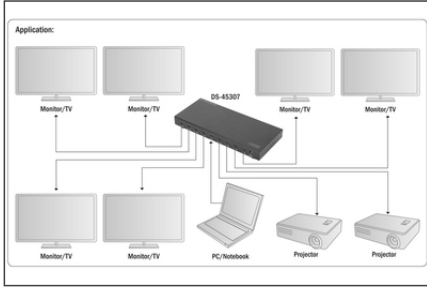 Application:
DS-45307
Monitor/TV
Monitor/TV
Monitor/TV
Monitor/TV
Monitor/TV
Monitor/TV
PC/Notebook
Projector
Projector